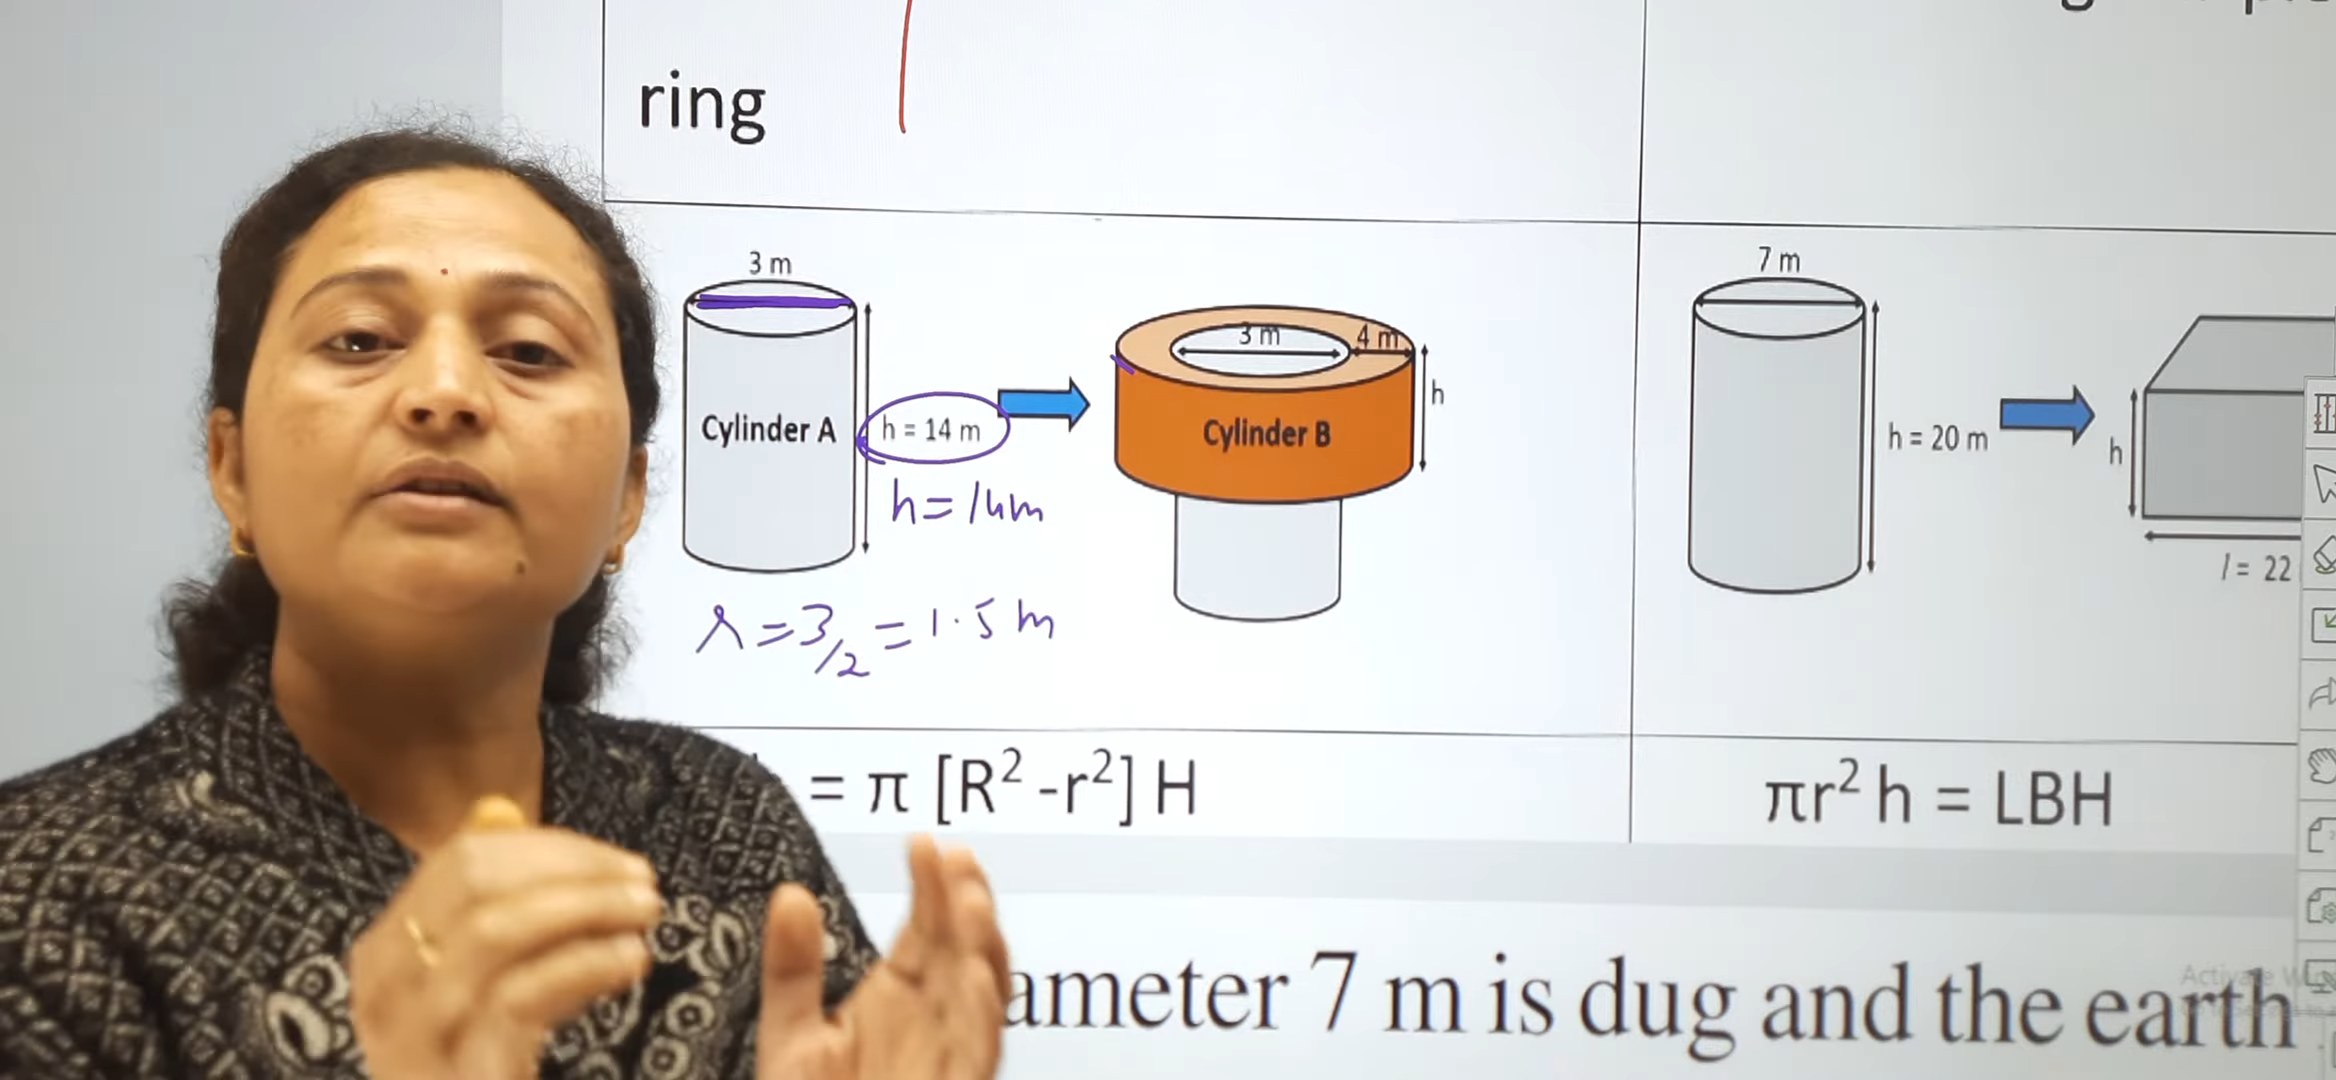 ring
3 m
Cylinder A
h = 14 m
h = 14m
r = 3/2 = 1.5 m
3 m
4 m
h
Cylinder B
7 m
h = 20 m
h
l = 22
= π [R² -r²] H
πr² h = LBH
ameter 7 m is dug and the earth